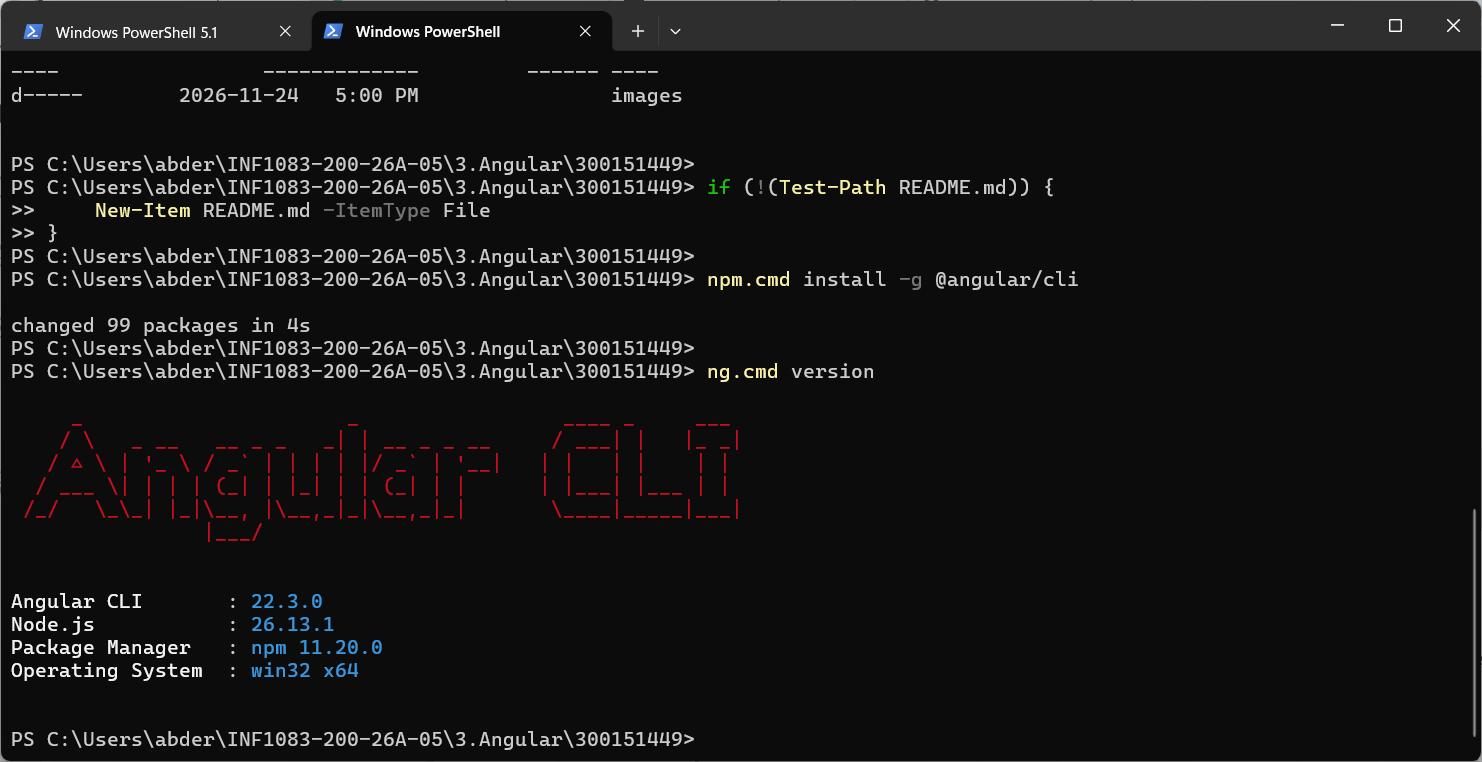 Windows PowerShell 5.1
Windows PowerShell
----                 -------------         ------ ----
d-----        2026-11-24   5:00 PM                images
PS C:\Users\abder\INF1083-200-26A-05\3.Angular\300151449>
PS C:\Users\abder\INF1083-200-26A-05\3.Angular\300151449> if (!(Test-Path README.md)) {
>>     New-Item README.md -ItemType File
>> }
PS C:\Users\abder\INF1083-200-26A-05\3.Angular\300151449>
PS C:\Users\abder\INF1083-200-26A-05\3.Angular\300151449> npm.cmd install -g @angular/cli
changed 99 packages in 4s
PS C:\Users\abder\INF1083-200-26A-05\3.Angular\300151449>
PS C:\Users\abder\INF1083-200-26A-05\3.Angular\300151449> ng.cmd version
Angular CLI
Angular CLI       : 22.3.0
Node.js           : 26.13.1
Package Manager   : npm 11.20.0
Operating System  : win32 x64
PS C:\Users\abder\INF1083-200-26A-05\3.Angular\300151449>